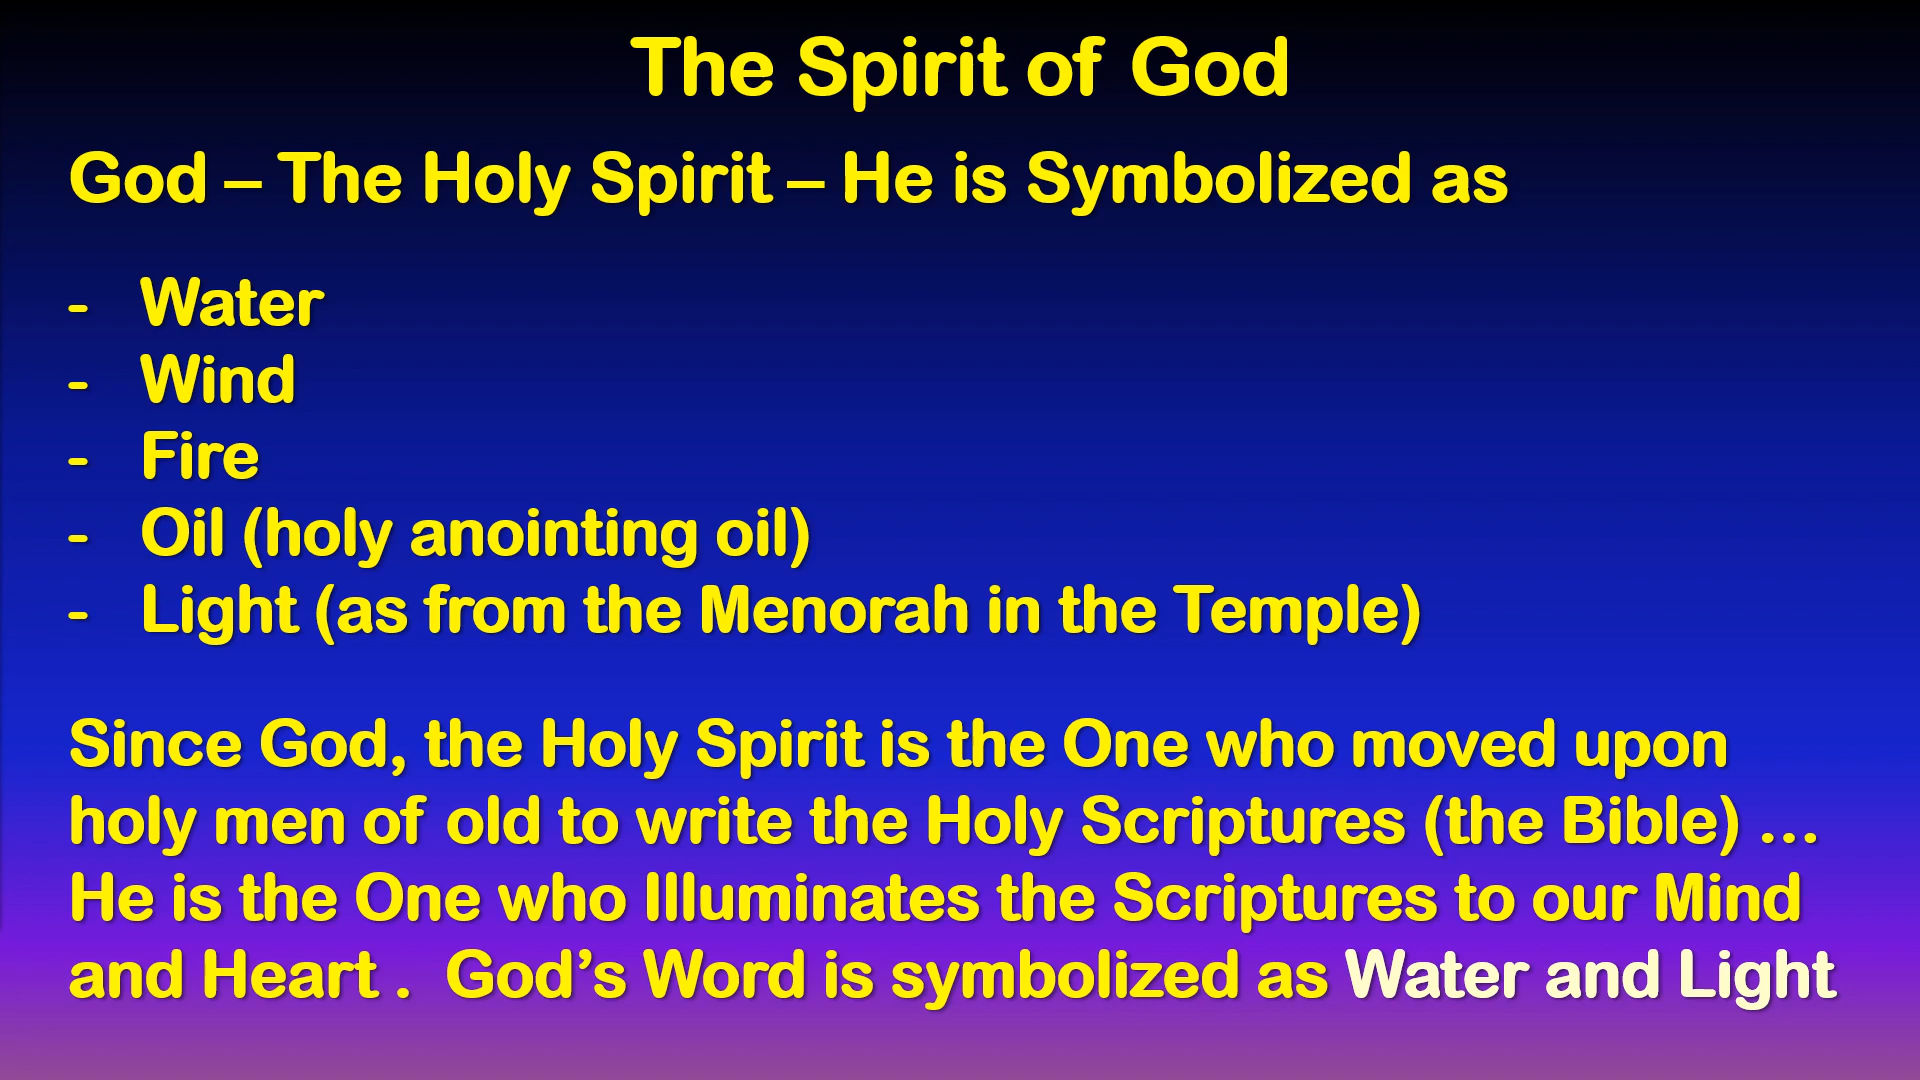 The Spirit of God
God – The Holy Spirit – He is Symbolized as
- Water
- Wind
- Fire
- Oil (holy anointing oil)
- Light (as from the Menorah in the Temple)
Since God, the Holy Spirit is the One who moved upon
holy men of old to write the Holy Scriptures (the Bible) …
He is the One who Illuminates the Scriptures to our Mind
and Heart .  God’s Word is symbolized as Water and Light